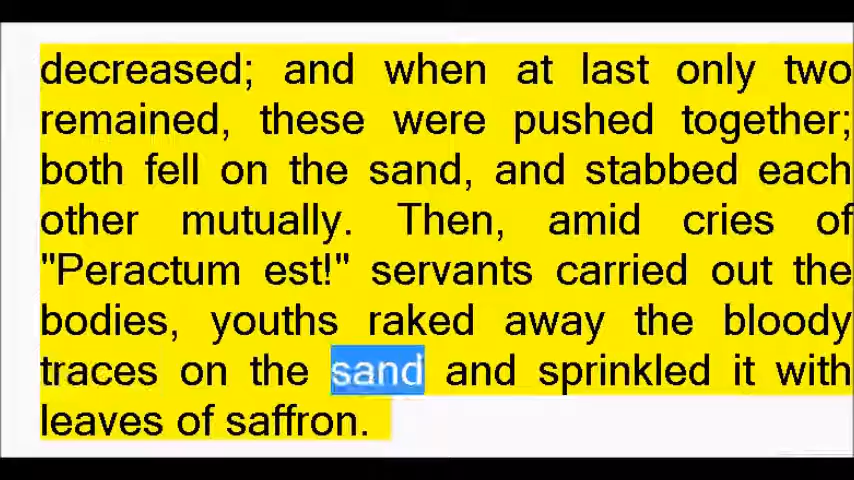 decreased; and when at last only two
remained, these were pushed together;
both fell on the sand, and stabbed each
other mutually. Then, amid cries of
"Peractum est!" servants carried out the
bodies, youths raked away the bloody
traces on the sand and sprinkled it with
leaves of saffron.